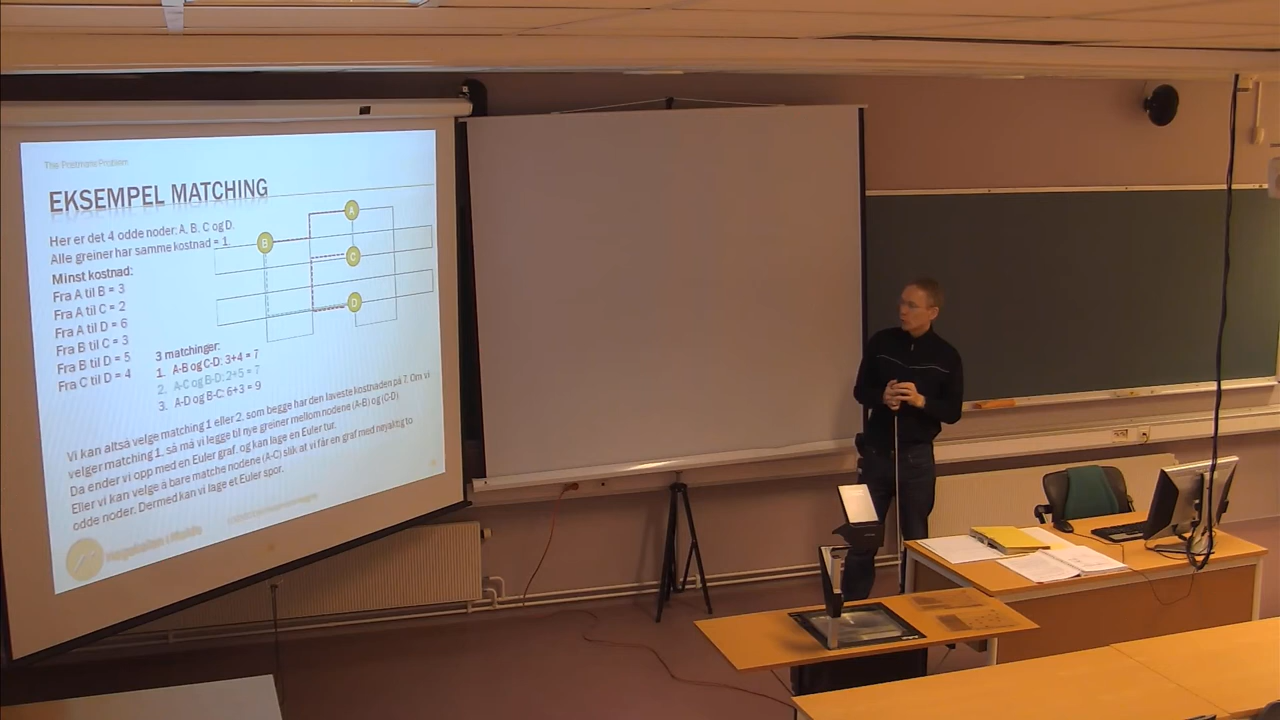 The Postman Problem
EKSEMPEL MATCHING
Her er det 4 odde noder: A, B, C og D.
Alle greiner har samme kostnad = 1.
Minst kostnad:
Fra A til B = 3
Fra A til C = 2
Fra A til D = 6
Fra B til C = 3
Fra B til D = 5
Fra C til D = 4
A
B
C
D
3 matchinger:
1. A-B og C-D: 3+4 = 7
2. A-C og B-D: 2+5 = 7
3. A-D og B-C: 6+3 = 9
Vi kan altså velge matching 1 eller 2, som begge har den laveste kostnaden på 7. Om vi
velger matching 1, så må vi legge til nye greiner mellom nodene (A-B) og (C-D)
Da ender vi opp med en Euler graf, og kan lage en Euler tur.
Eller vi kan velge å bare matche nodene (A-C) slik at vi får en graf med nøyaktig to
odde noder. Dermed kan vi lage et Euler spor.
Høgskolen i Molde